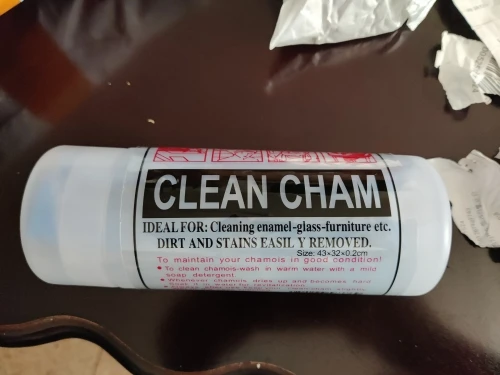 CLEAN CHAM
IDEAL FOR: Cleaning enamel-glass-furniture etc.
DIRT AND STAINS EASIL Y REMOVED.
Size: 43×32×0.2cm
To maintain your chamois in good condition!
To clean chamois-wash in warm water with a mild
soap detergent
Whenever chamois dries up and becomes hard